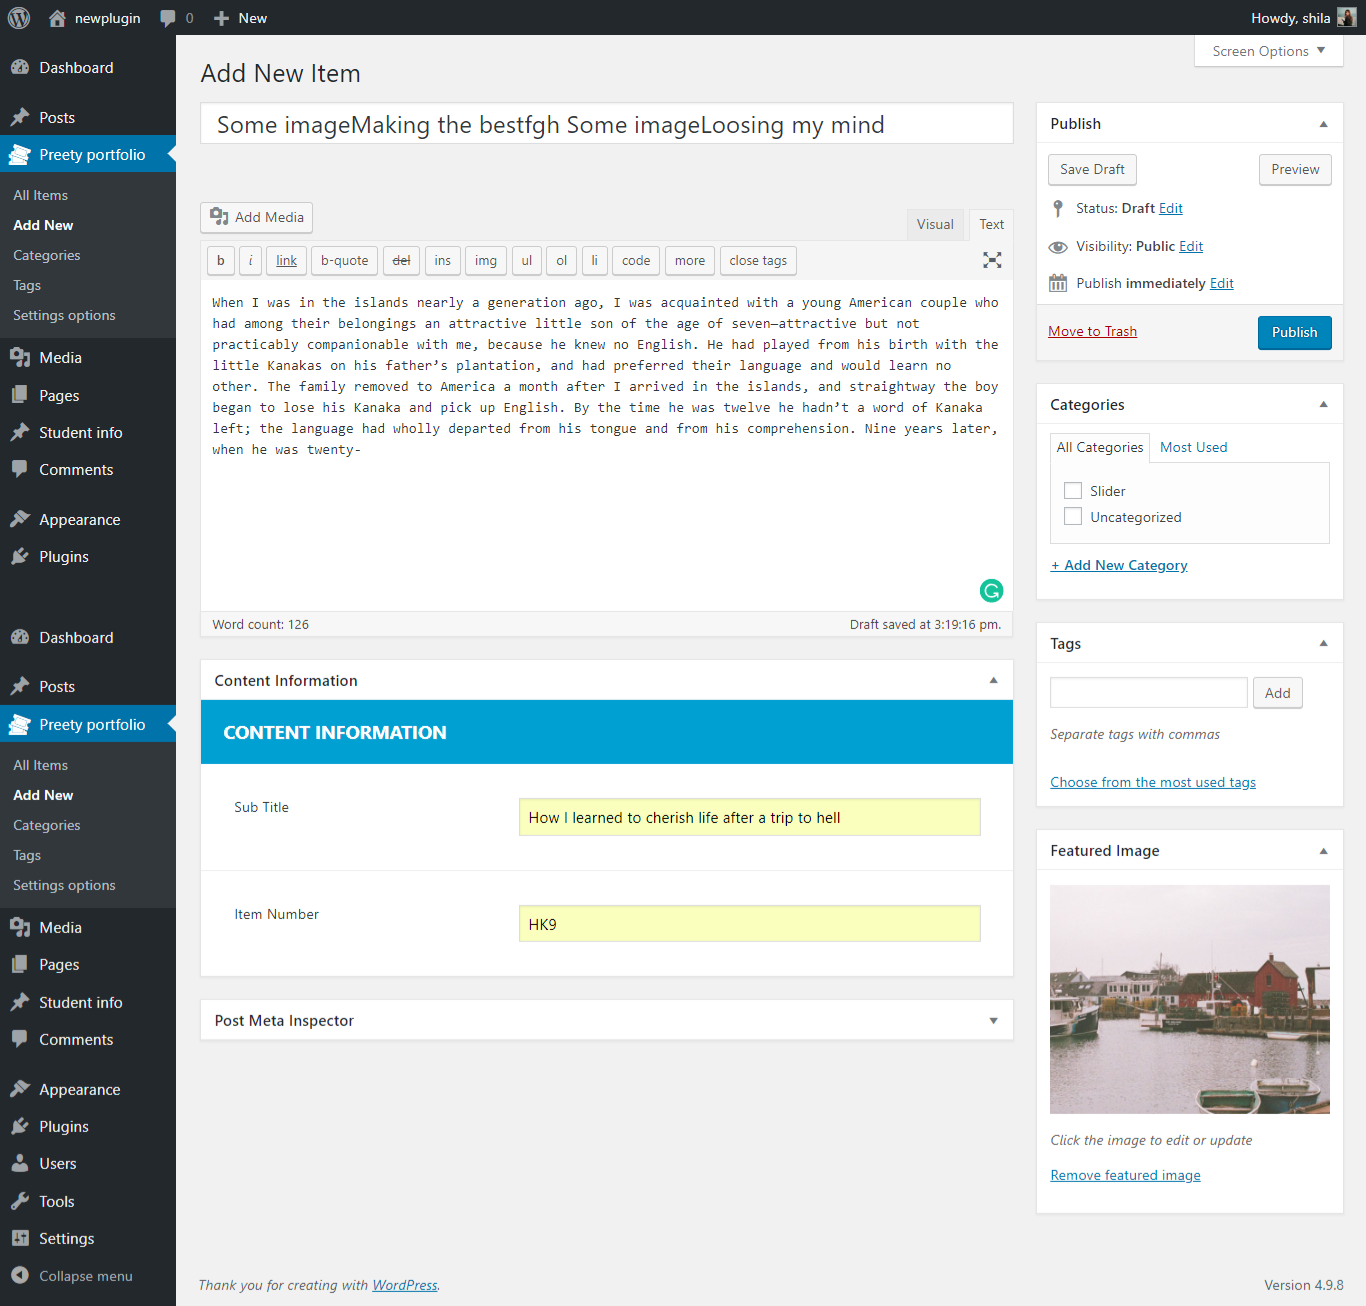 newplugin
0
New
Howdy, shila
Dashboard
Posts
Preety portfolio
All Items
Add New
Categories
Tags
Settings options
Media
Pages
Student info
Comments
Appearance
Plugins
Dashboard
Posts
Preety portfolio
All Items
Add New
Categories
Tags
Settings options
Media
Pages
Student info
Comments
Appearance
Plugins
Users
Tools
Settings
Collapse menu
Screen Options
Add New Item
Some imageMaking the bestfgh Some imageLoosing my mind
Add Media
Visual Text
b i link b-quote del ins img ul ol li code more close tags
When I was in the islands nearly a generation ago, I was acquainted with a young American couple who
had among their belongings an attractive little son of the age of seven—attractive but not
practicably companionable with me, because he knew no English. He had played from his birth with the
little Kanakas on his father’s plantation, and had preferred their language and would learn no
other. The family removed to America a month after I arrived in the islands, and straightway the boy
began to lose his Kanaka and pick up English. By the time he was twelve he hadn’t a word of Kanaka
left; the language had wholly departed from his tongue and from his comprehension. Nine years later,
when he was twenty-
Word count: 126
Draft saved at 3:19:16 pm.
Content Information
CONTENT INFORMATION
Sub Title
How I learned to cherish life after a trip to hell
Item Number
HK9
Post Meta Inspector
Publish
Save Draft
Preview
Status: Draft Edit
Visibility: Public Edit
Publish immediately Edit
Move to Trash
Publish
Categories
All Categories
Most Used
Slider
Uncategorized
+ Add New Category
Tags
Add
Separate tags with commas
Choose from the most used tags
Featured Image
Click the image to edit or update
Remove featured image
Thank you for creating with WordPress.
Version 4.9.8